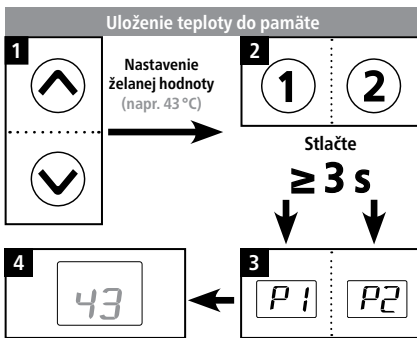 Uloženie teploty do pamäte
1
Nastavenie
želanej hodnoty
(napr. 43 °C)
2
1 2
Stlačte
≥ 3 s
3
P1 P2
4
43